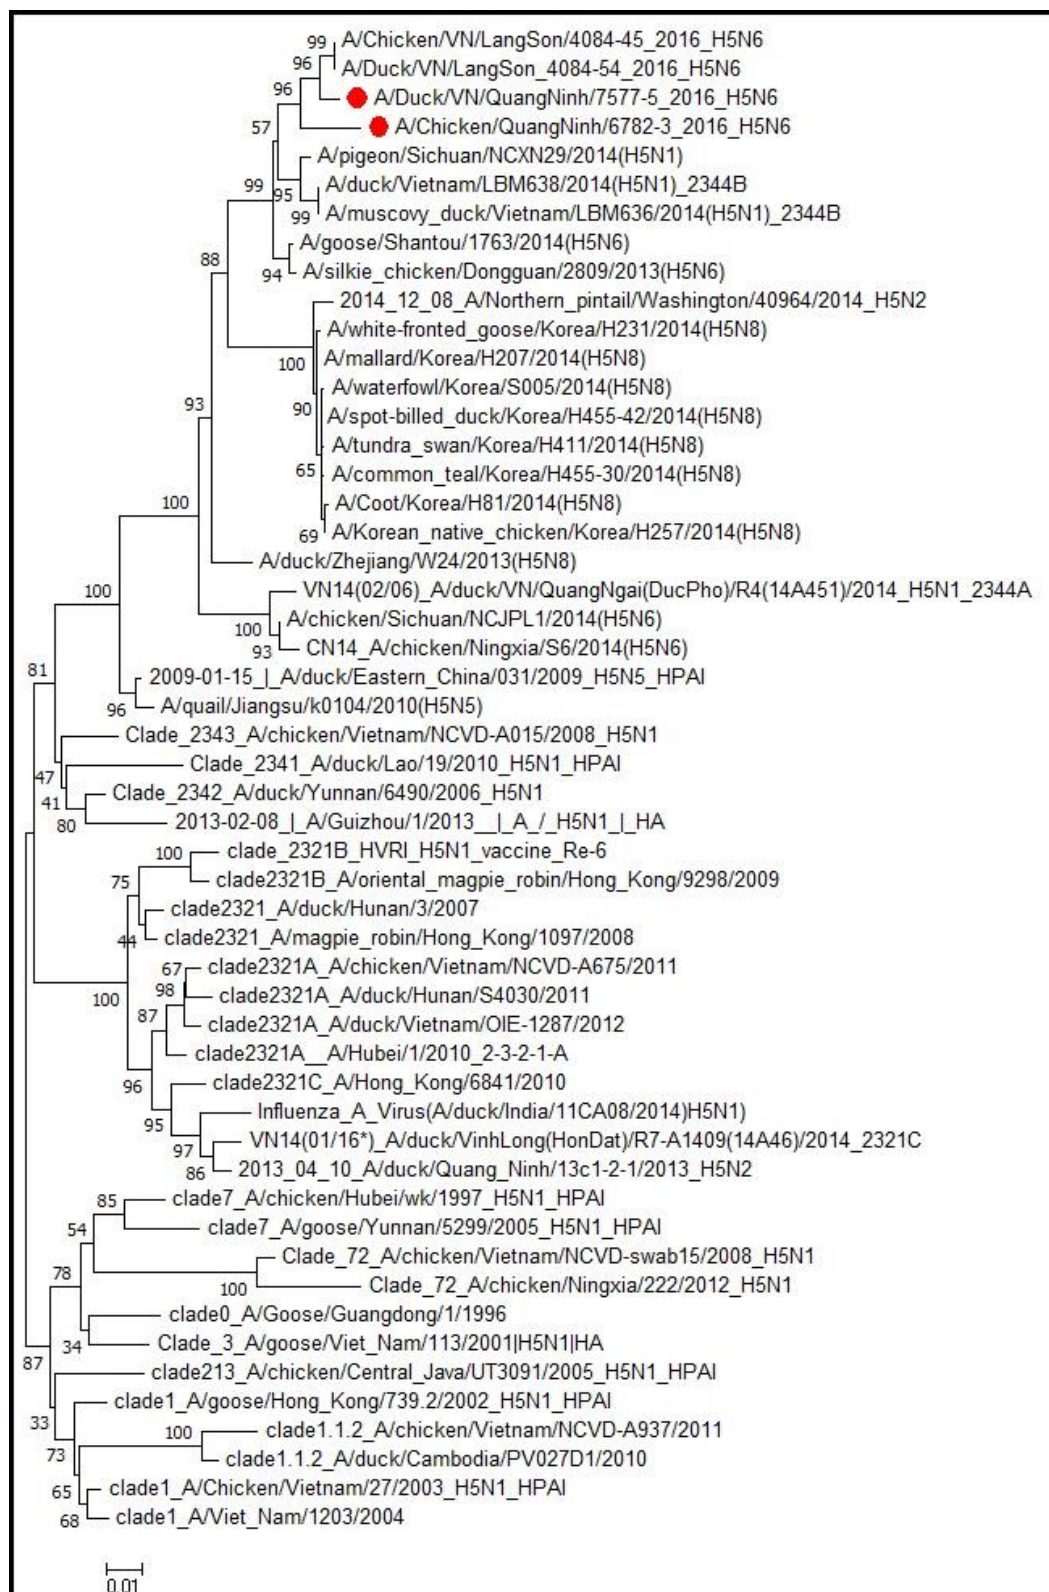 99
A/Chicken/VN/LangSon/4084-45_2016_H5N6
96
A/Duck/VN/LangSon_4084-54_2016_H5N6
96
A/Duck/VN/QuangNinh/7577-5_2016_H5N6
57
A/Chicken/QuangNinh/6782-3_2016_H5N6
A/pigeon/Sichuan/NCXN29/2014(H5N1)
99
95
A/duck/Vietnam/LBM638/2014(H5N1)_2344B
99
A/muscovy_duck/Vietnam/LBM636/2014(H5N1)_2344B
A/goose/Shantou/1763/2014(H5N6)
88
94
A/silkie_chicken/Dongguan/2809/2013(H5N6)
2014_12_08_A/Northern_pintail/Washington/40964/2014_H5N2
A/white-fronted_goose/Korea/H231/2014(H5N8)
100
A/mallard/Korea/H207/2014(H5N8)
A/waterfowl/Korea/S005/2014(H5N8)
93
90
A/spot-billed_duck/Korea/H455-42/2014(H5N8)
A/tundra_swan/Korea/H411/2014(H5N8)
65
A/common_teal/Korea/H455-30/2014(H5N8)
100
A/Coot/Korea/H81/2014(H5N8)
69
A/Korean_native_chicken/Korea/H257/2014(H5N8)
A/duck/Zhejiang/W24/2013(H5N8)
100
VN14(02/06)_A/duck/VN/QuangNgai(DucPho)/R4(14A451)/2014_H5N1_2344A
100
A/chicken/Sichuan/NCJPL1/2014(H5N6)
93
CN14_A/chicken/Ningxia/S6/2014(H5N6)
81
2009-01-15_|_A/duck/Eastern_China/031/2009_H5N5_HPAI
96
A/quail/Jiangsu/k0104/2010(H5N5)
Clade_2343_A/chicken/Vietnam/NCVD-A015/2008_H5N1
47
Clade_2341_A/duck/Lao/19/2010_H5N1_HPAI
41
Clade_2342_A/duck/Yunnan/6490/2006_H5N1
80
2013-02-08_|_A/Guizhou/1/2013__|_A_/_H5N1_|_HA
100
clade_2321B_HVRI_H5N1_vaccine_Re-6
75
clade2321B_A/oriental_magpie_robin/Hong_Kong/9298/2009
clade2321_A/duck/Hunan/3/2007
44
clade2321_A/magpie_robin/Hong_Kong/1097/2008
67
clade2321A_A/chicken/Vietnam/NCVD-A675/2011
100
98
clade2321A_A/duck/Hunan/S4030/2011
87
clade2321A_A/duck/Vietnam/OIE-1287/2012
clade2321A__A/Hubei/1/2010_2-3-2-1-A
96
clade2321C_A/Hong_Kong/6841/2010
95
Influenza_A_Virus(A/duck/India/11CA08/2014)H5N1)
97
VN14(01/16*)_A/duck/VinhLong(HonDat)/R7-A1409(14A46)/2014_2321C
86
2013_04_10_A/duck/Quang_Ninh/13c1-2-1/2013_H5N2
85
clade7_A/chicken/Hubei/wk/1997_H5N1_HPAI
54
clade7_A/goose/Yunnan/5299/2005_H5N1_HPAI
78
Clade_72_A/chicken/Vietnam/NCVD-swab15/2008_H5N1
100
Clade_72_A/chicken/Ningxia/222/2012_H5N1
clade0_A/Goose/Guangdong/1/1996
34
Clade_3_A/goose/Viet_Nam/113/2001|H5N1|HA
87
clade213_A/chicken/Central_Java/UT3091/2005_H5N1_HPAI
33
clade1_A/goose/Hong_Kong/739.2/2002_H5N1_HPAI
100
clade1.1.2_A/chicken/Vietnam/NCVD-A937/2011
73
clade1.1.2_A/duck/Cambodia/PV027D1/2010
65
clade1_A/Chicken/Vietnam/27/2003_H5N1_HPAI
68
clade1_A/Viet_Nam/1203/2004
0.01